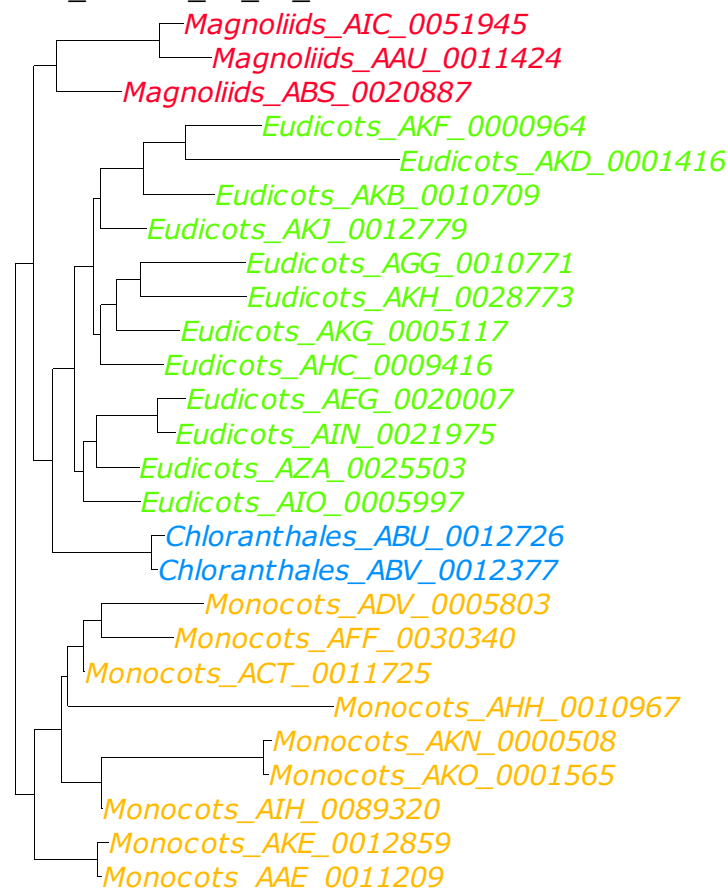 Magnoliids_AIC_0051945
Magnoliids_AAU_0011424
Magnoliids_ABS_0020887
Eudicots_AKF_0000964
Eudicots_AKD_0001416
Eudicots_AKB_0010709
Eudicots_AKJ_0012779
Eudicots_AGG_0010771
Eudicots_AKH_0028773
Eudicots_AKG_0005117
Eudicots_AHC_0009416
Eudicots_AEG_0020007
Eudicots_AIN_0021975
Eudicots_AZA_0025503
Eudicots_AIO_0005997
Chloranthales_ABU_0012726
Chloranthales_ABV_0012377
Monocots_ADV_0005803
Monocots_AFF_0030340
Monocots_ACT_0011725
Monocots_AHH_0010967
Monocots_AKN_0000508
Monocots_AKO_0001565
Monocots_AIH_0089320
Monocots_AKE_0012859
Monocots_AAE_0011209